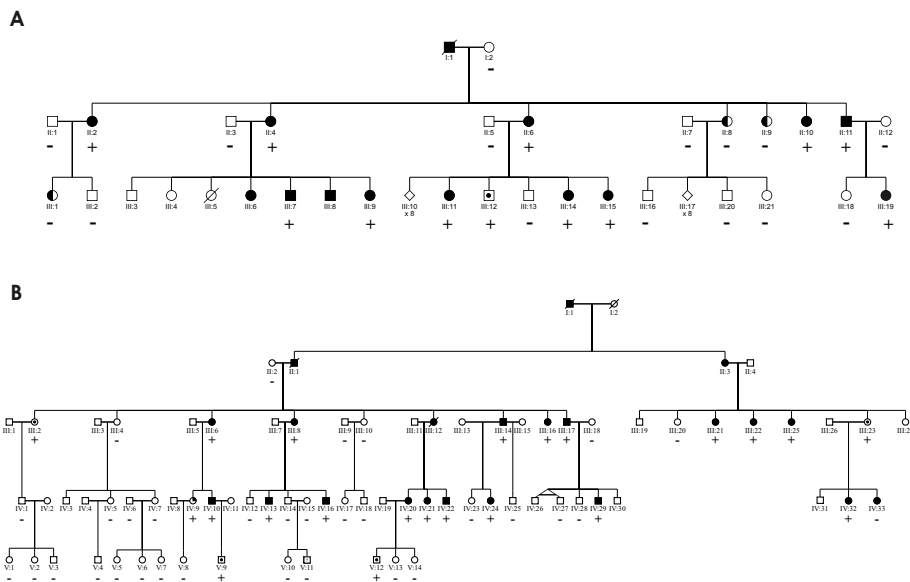 A
I:1 I:2
-
II:1 II:2 II:3 II:4 II:5 II:6 II:7 II:8 II:9 II:10 II:11 II:12
- + - + - + - - - + + -
III:1 III:2 III:3 III:4 III:5 III:6 III:7 III:8 III:9 III:10 III:11 III:12 III:13 III:14 III:15 III:16 III:17 III:20 III:21 III:18 III:19
x 8 x 8
- - + + + + - + + - - - - +
B
I:1 I:2
II:2 II:1 II:3 II:4
-
III:1 III:2 III:3 III:4 III:5 III:6 III:7 III:8 III:9 III:10 III:11 III:12 III:13 III:14 III:15 III:16 III:17 III:18 III:19 III:20 III:21 III:22 III:25 III:26 III:23 III:2
+ - + + - - + + + - - + + + +
IV:1 IV:2 IV:3 IV:4 IV:5 IV:6 IV:7 IV:8 IV:9 IV:10 IV:11 IV:12 IV:13 IV:14 IV:15 IV:16 IV:17 IV:18 IV:19 IV:20 IV:21 IV:22 IV:23 IV:24 IV:25 IV:26 IV:27 IV:28 IV:29 IV:30 IV:31 IV:32 IV:33
- - - - + + - + - + - - + + + - + - - - + + -
V:1 V:2 V:3 V:4 V:5 V:6 V:7 V:8 V:9 V:10 V:11 V:12 V:13 V:14
- - - - - - - - + - - + - -